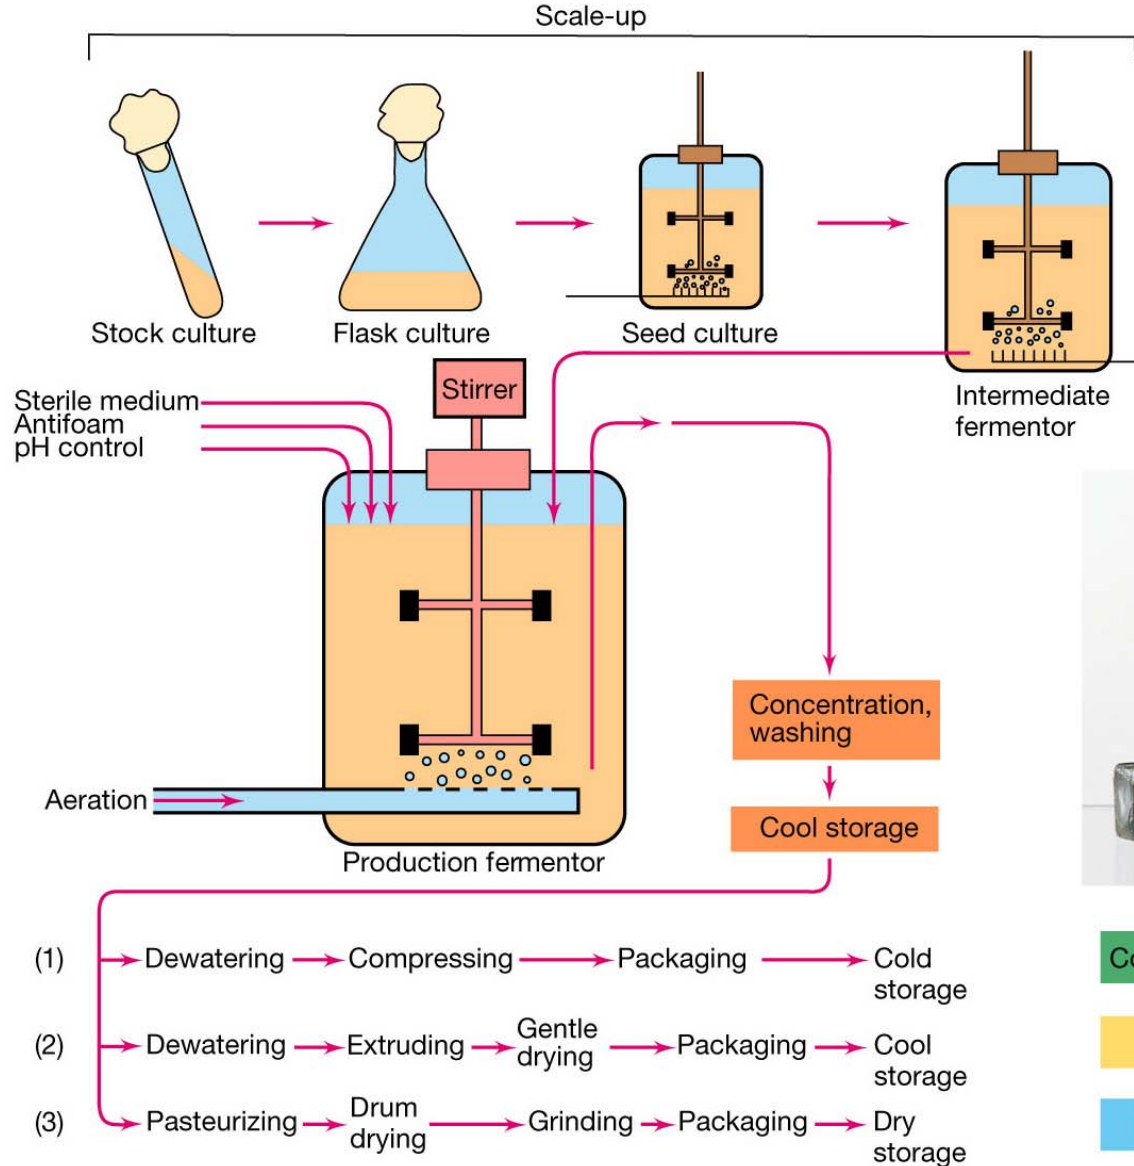 Scale-up
Stock culture
Flask culture
Seed culture
Intermediate
fermentor
Stirrer
Sterile medium
Antifoam
pH control
Concentration,
washing
Aeration
Cool storage
Production fermentor
(1) Dewatering Compressing Packaging Cold
storage
(2) Dewatering Extruding Gentle
drying Packaging Cool
storage
(3) Pasteurizing Drum
drying Grinding Packaging Dry
storage